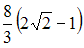 8/3 (2√2 − 1)